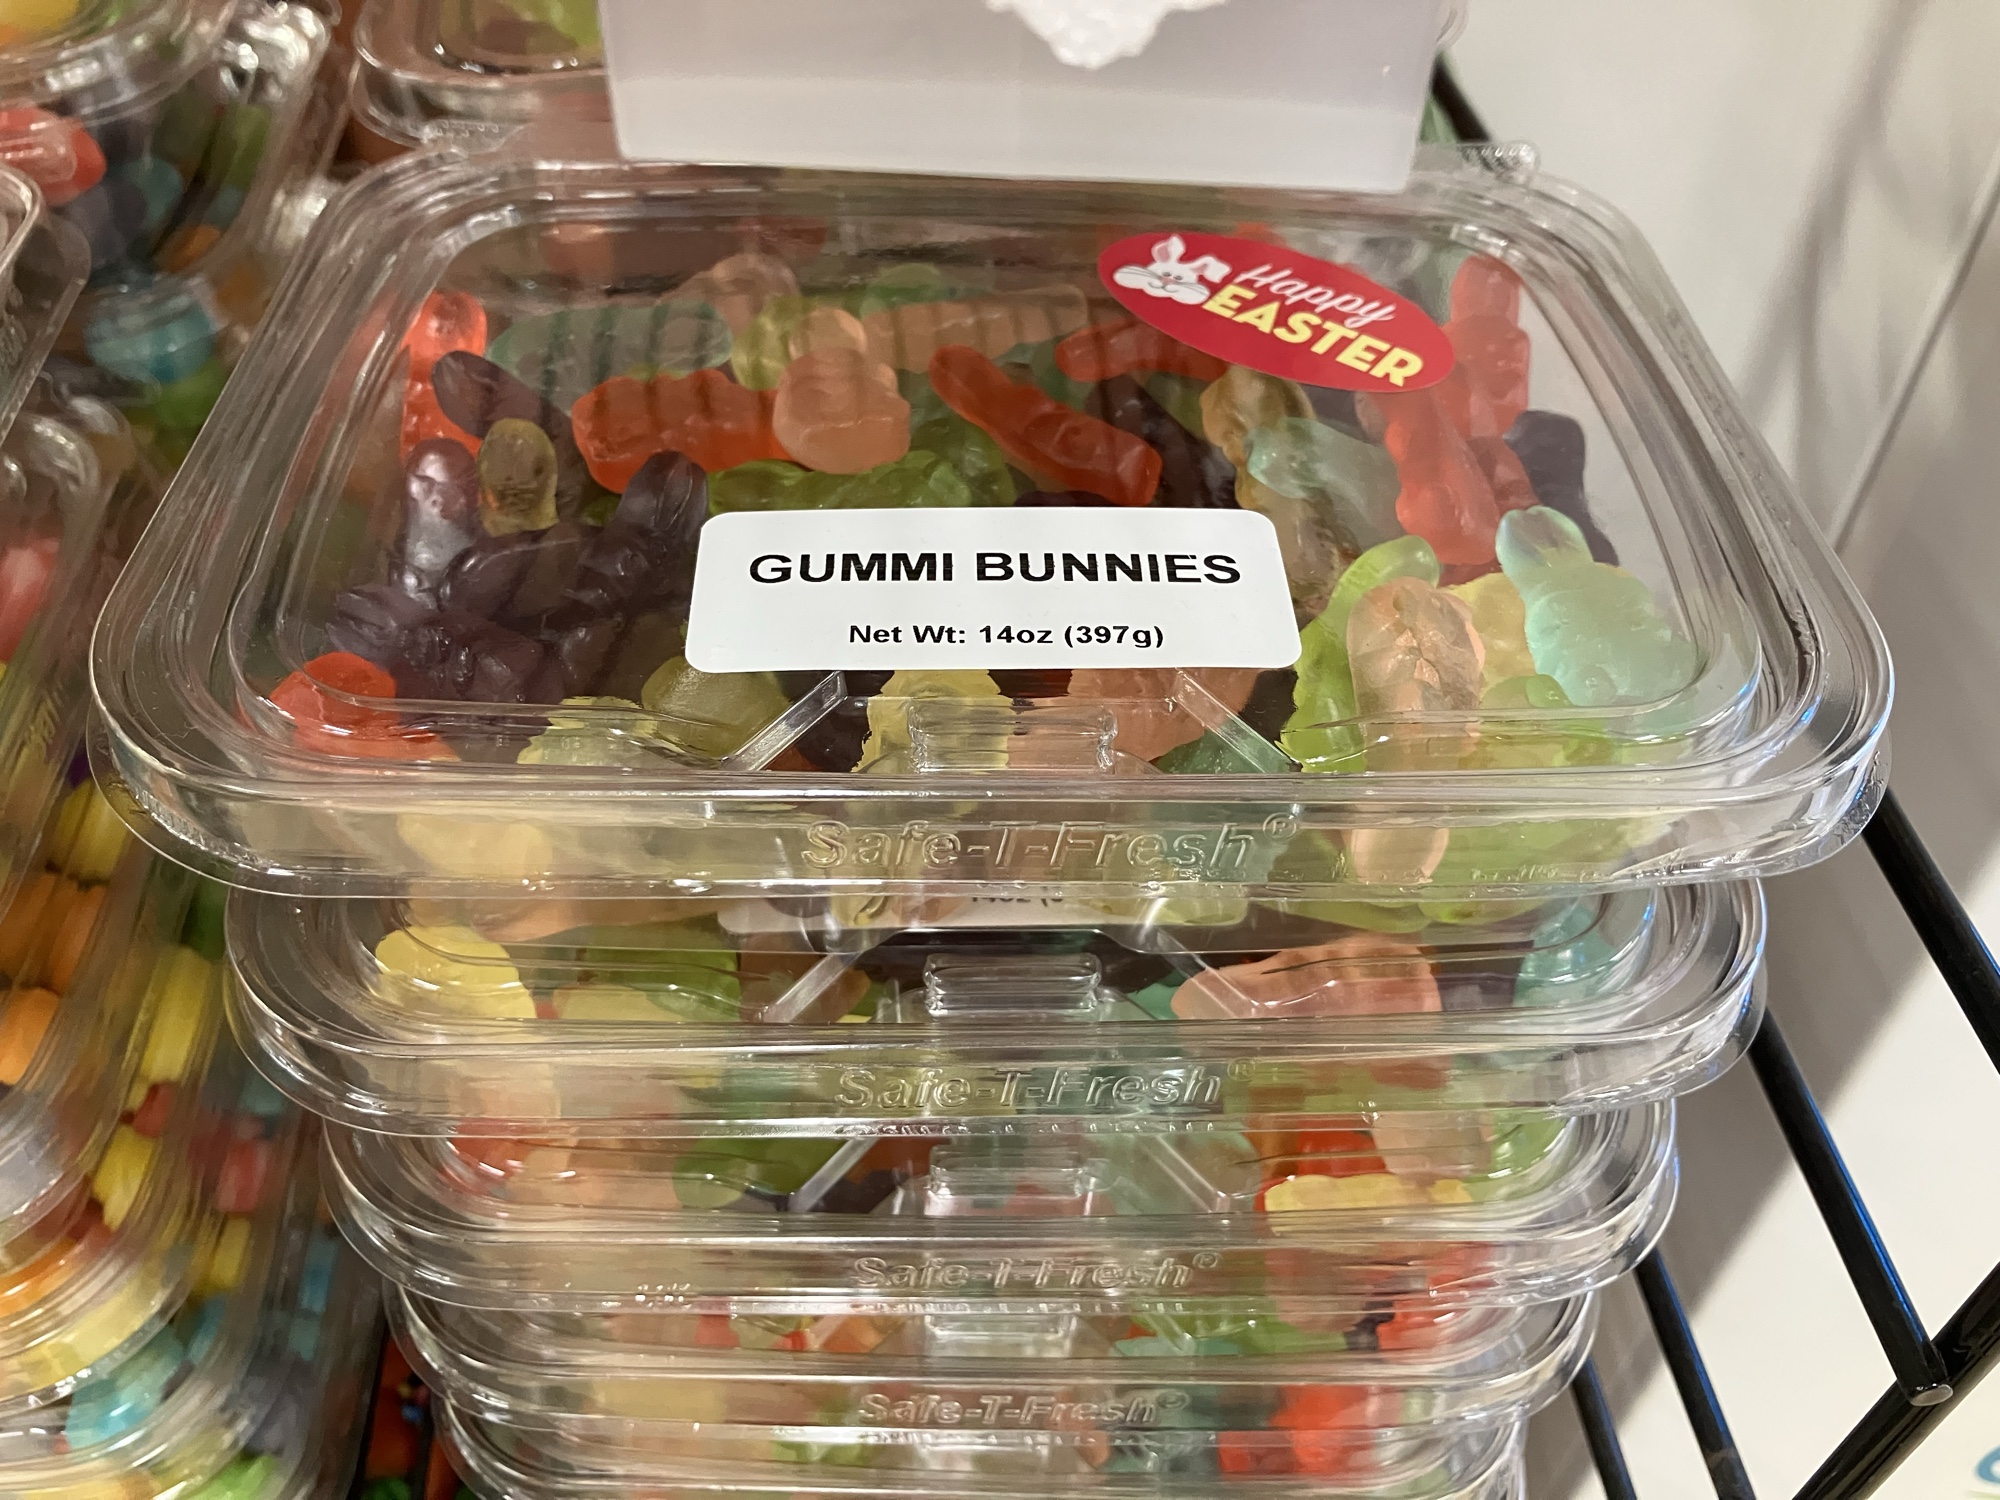 Happy
EASTER
GUMMI BUNNIES
Net Wt: 14oz (397g)
Safe-T-Fresh®
Safe-T-Fresh®
Safe-T-Fresh®
Safe-T-Fresh®